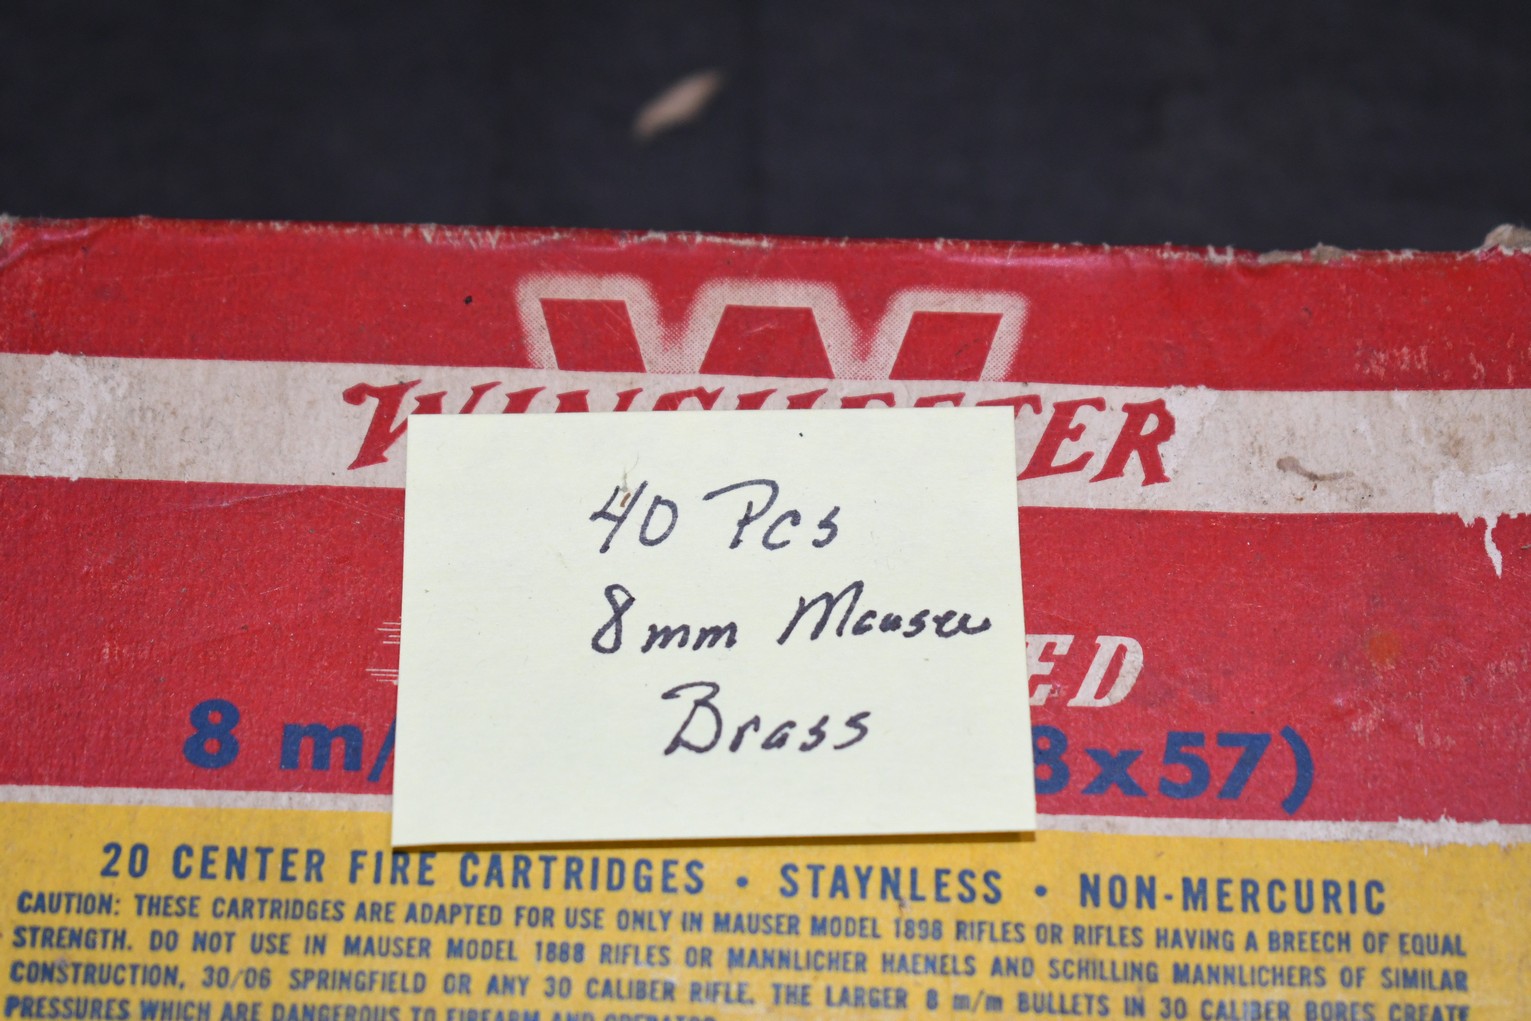 W
WINCHESTER
40 Pcs
8mm Mauser
Brass
ED
8 m/
8x57)
20 CENTER FIRE CARTRIDGES • STAYNLESS • NON-MERCURIC
CAUTION: THESE CARTRIDGES ARE ADAPTED FOR USE ONLY IN MAUSER MODEL 1898 RIFLES OR RIFLES HAVING A BREECH OF EQUAL
STRENGTH. DO NOT USE IN MAUSER MODEL 1888 RIFLES OR MANNLICHER HAENELS AND SCHILLING MANNLICHERS OF SIMILAR
CONSTRUCTION, 30/06 SPRINGFIELD OR ANY 30 CALIBER RIFLE. THE LARGER 8 m/m BULLETS IN 30 CALIBER BORES CREATE
PRESSURES WHICH ARE DANGEROUS TO FIREARM AND OPERATOR